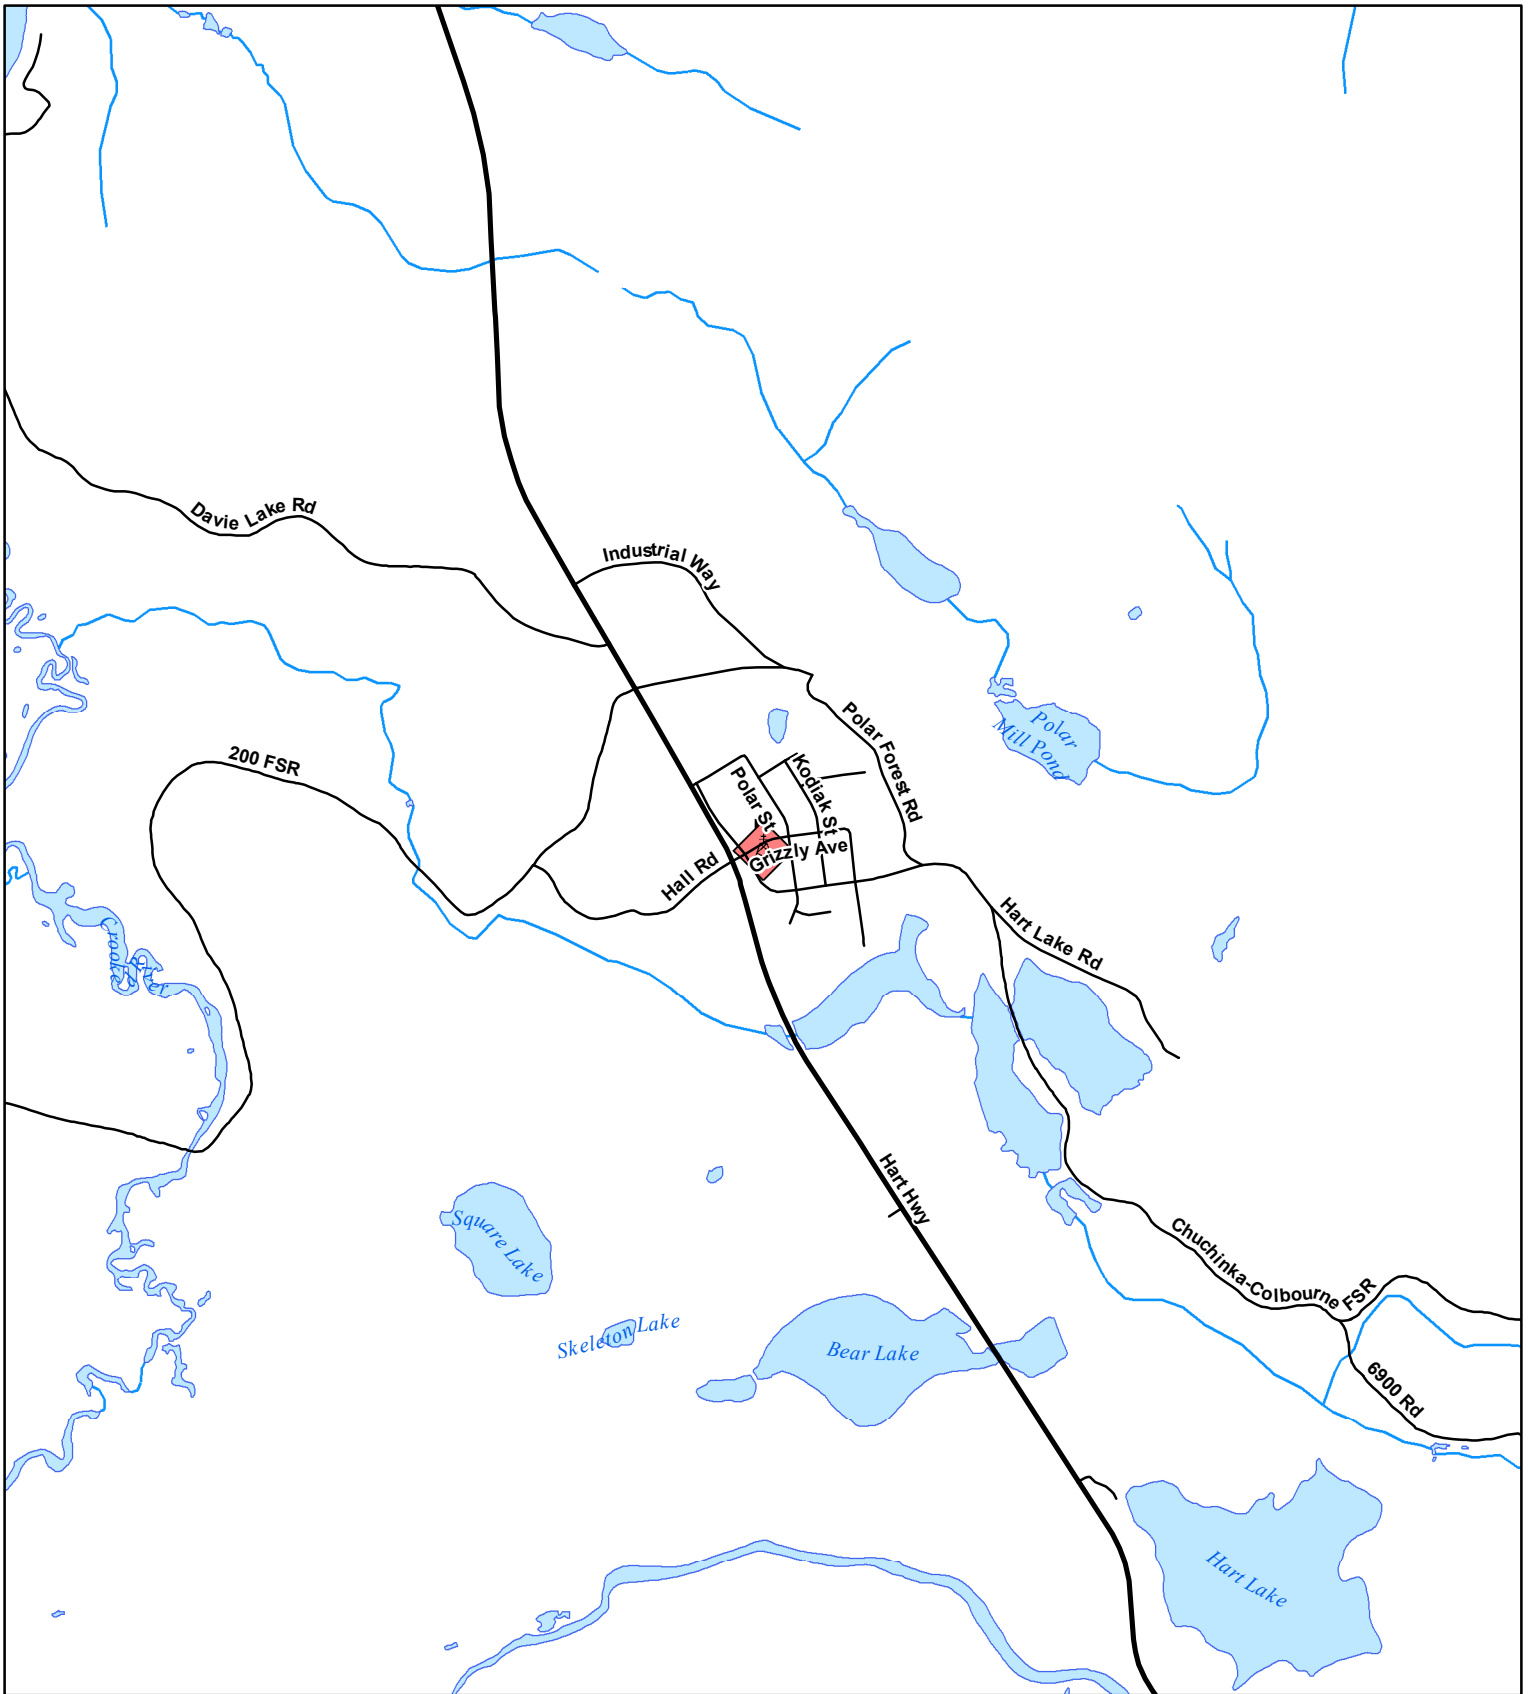 Davie Lake Rd
Industrial Way
Polar
Mill Pond
Polar Forest Rd
200 FSR
Polar St
Kodiak St
Grizzly Ave
Hall Rd
Hart Lake Rd
Crooked
River
Hart Hwy
Square Lake
Chuchinka-Colbourne FSR
Skeleton Lake
Bear Lake
6900 Rd
Hart Lake